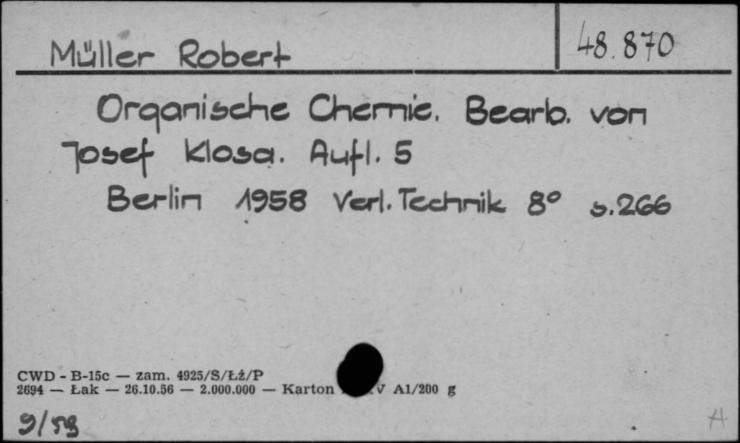 Müller Robert
48.870
Organische Chemie. Bearb. von
Josef Klosa. Aufl. 5
Berlin 1958 Verl. Technik 8° s.266
CWD - B-15c — zam. 4925/S/Łż/P
2694 — Łak — 26.10.56 — 2.000.000 — Karton V A1/200 g
9/59
A